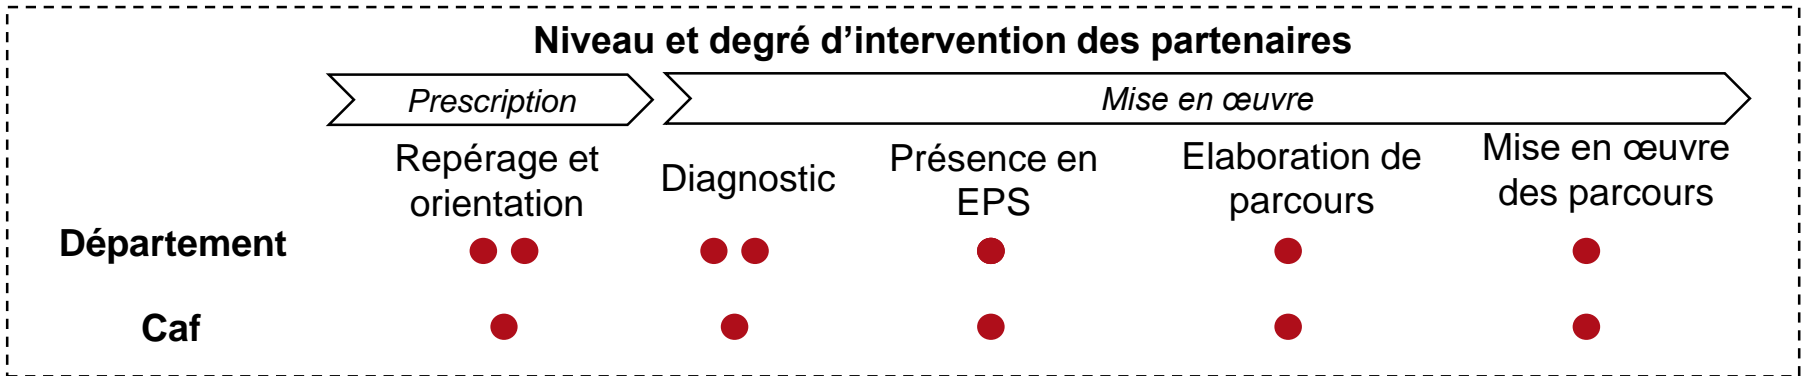 Niveau et degré d’intervention des partenaires
Prescription
Mise en œuvre
Repérage et
orientation
Diagnostic
Présence en
EPS
Elaboration de
parcours
Mise en œuvre
des parcours
Département
Caf